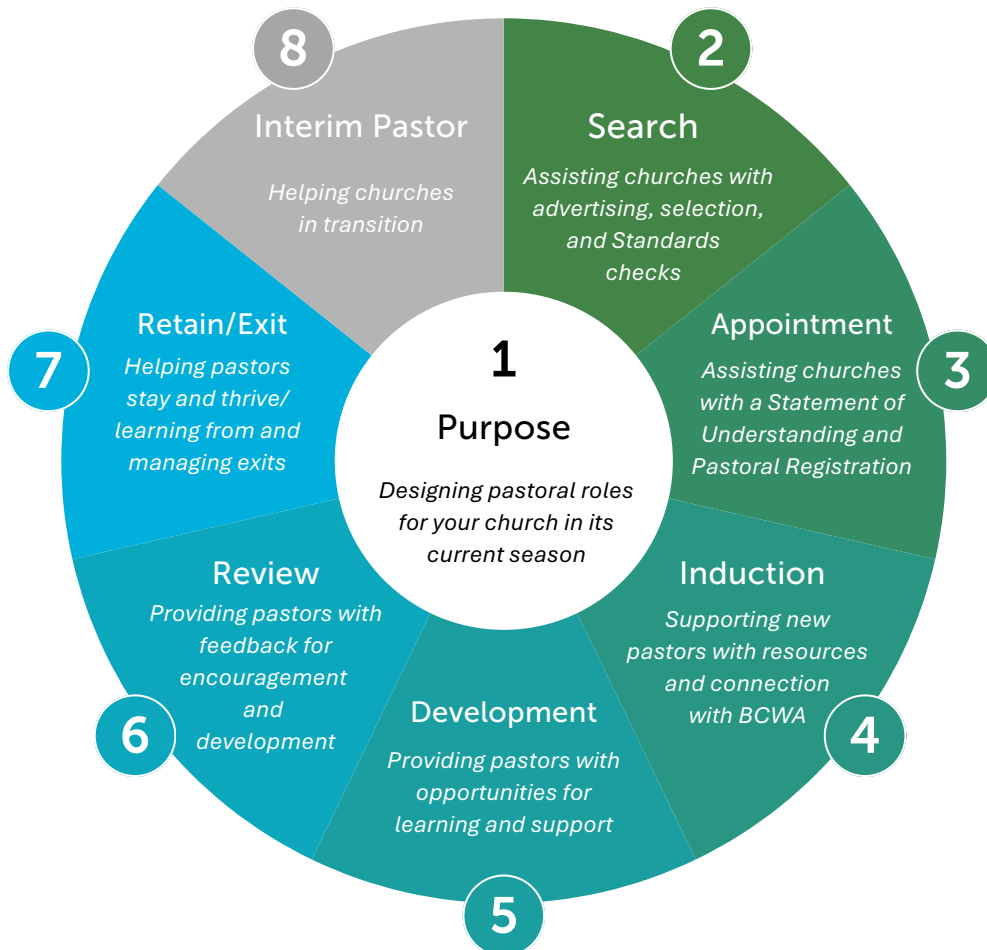 1
Purpose
Designing pastoral roles
for your church in its
current season
2
Search
Assisting churches with
advertising, selection,
and Standards
checks
3
Appointment
Assisting churches
with a Statement of
Understanding and
Pastoral Registration
4
Induction
Supporting new
pastors with resources
and connection
with BCWA
5
Development
Providing pastors with
opportunities for
learning and support
6
Review
Providing pastors with
feedback for
encouragement
and
development
7
Retain/Exit
Helping pastors
stay and thrive/
learning from and
managing exits
8
Interim Pastor
Helping churches
in transition